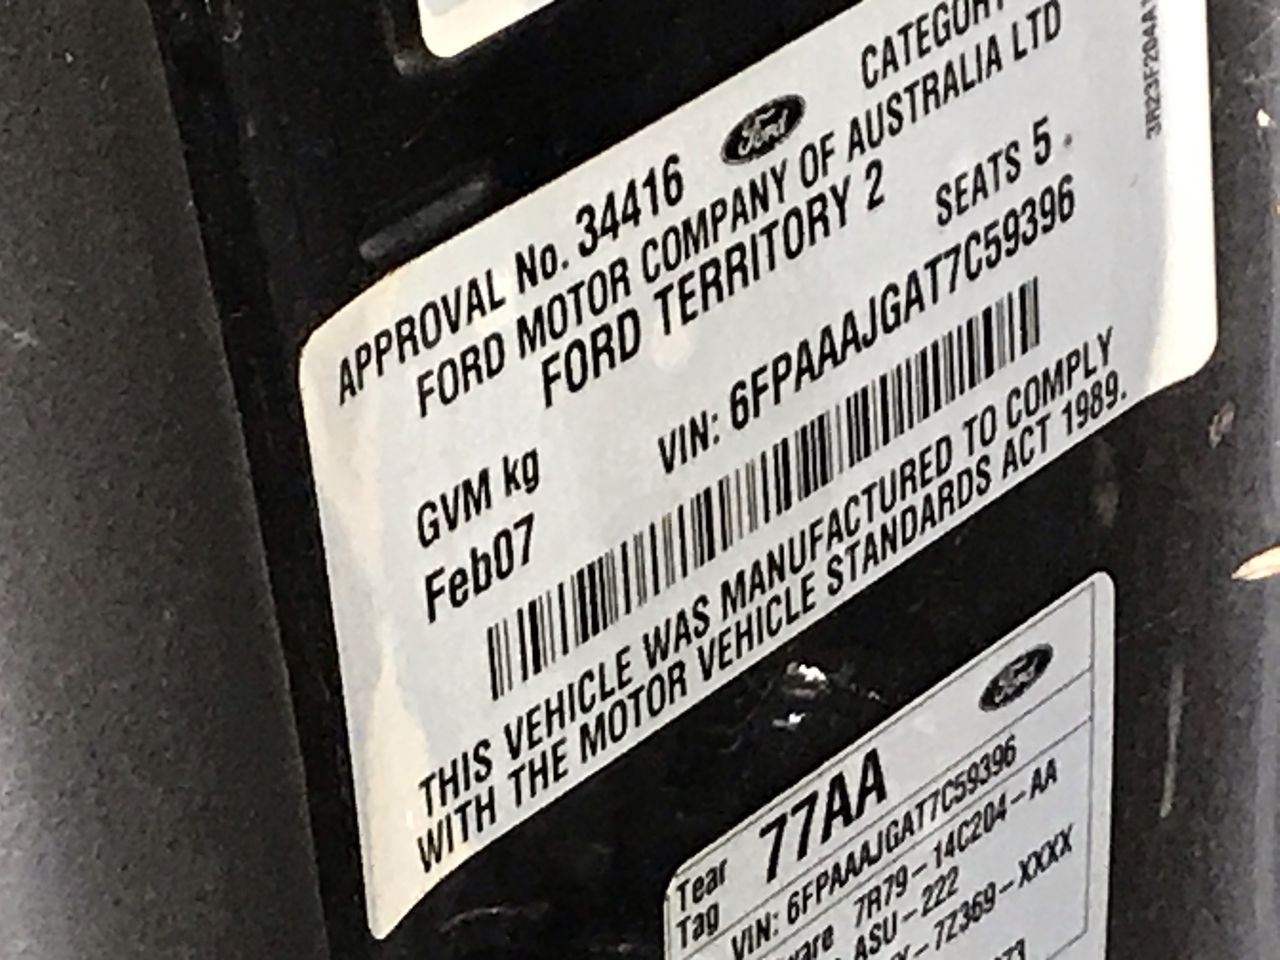 CATEGORY
APPROVAL No. 34416 Ford
FORD MOTOR COMPANY OF AUSTRALIA LTD
FORD TERRITORY 2
SEATS 5
GVM kg
VIN: 6FPAAAJGAT7C59396
Feb07
THIS VEHICLE WAS MANUFACTURED TO COMPLY
WITH THE MOTOR VEHICLE STANDARDS ACT 1989.
Ford
Tear
Tag
77AA
VIN: 6FPAAAJGAT7C59396
7R79-14C204-AA
ASU-222
7Z369-XXXX